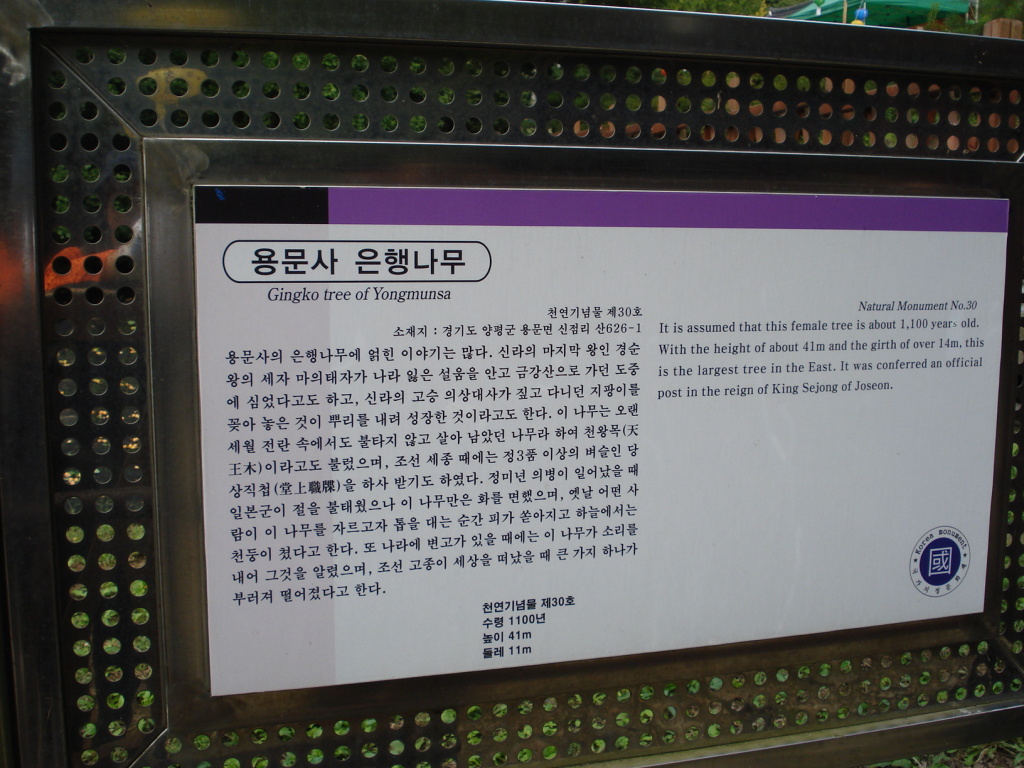 용문사 은행나무
Gingko tree of Yongmunsa
천연기념물 제30호
소재지 : 경기도 양평군 용문면 신점리 산626-1
용문사의 은행나무에 얽힌 이야기는 많다. 신라의 마지막 왕인 경순
왕의 세자 마의태자가 나라 잃은 설움을 안고 금강산으로 가던 도중
에 심었다고도 하고, 신라의 고승 의상대사가 짚고 다니던 지팡이를
꽂아 놓은 것이 뿌리를 내려 성장한 것이라고도 한다. 이 나무는 오랜
세월 전란 속에서도 불타지 않고 살아 남았던 나무라 하여 천왕목(天
王木)이라고도 불렸으며, 조선 세종 때에는 정3품 이상의 벼슬인 당
상직첩(堂上職牒)을 하사 받기도 하였다. 정미년 의병이 일어났을 때
일본군이 절을 불태웠으나 이 나무만은 화를 면했으며, 옛날 어떤 사
람이 이 나무를 자르고자 톱을 대는 순간 피가 쏟아지고 하늘에서는
천둥이 쳤다고 한다. 또 나라에 변고가 있을 때에는 이 나무가 소리를
내어 그것을 알렸으며, 조선 고종이 세상을 떠났을 때 큰 가지 하나가
부러져 떨어졌다고 한다.
천연기념물 제30호
수령 1100년
높이 41m
둘레 11m
Natural Monument No.30
It is assumed that this female tree is about 1,100 years old.
With the height of about 41m and the girth of over 14m, this
is the largest tree in the East. It was conferred an official
post in the reign of King Sejong of Joseon.
Korea monument
國
국가지정문화재